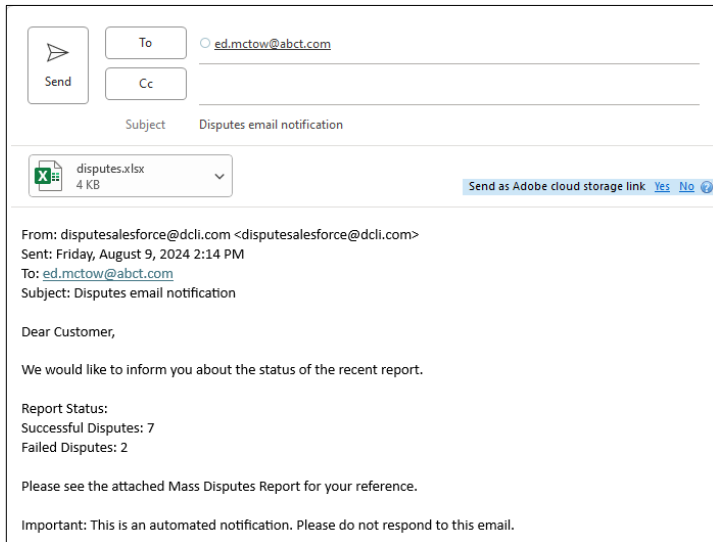 To
ed.mctow@abct.com
Send
Cc
Subject
Disputes email notification
disputes.xlsx
4 KB
Send as Adobe cloud storage link Yes No ?
From: disputesalesforce@dcli.com <disputesalesforce@dcli.com>
Sent: Friday, August 9, 2024 2:14 PM
To: ed.mctow@abct.com
Subject: Disputes email notification
Dear Customer,
We would like to inform you about the status of the recent report.
Report Status:
Successful Disputes: 7
Failed Disputes: 2
Please see the attached Mass Disputes Report for your reference.
Important: This is an automated notification. Please do not respond to this email.